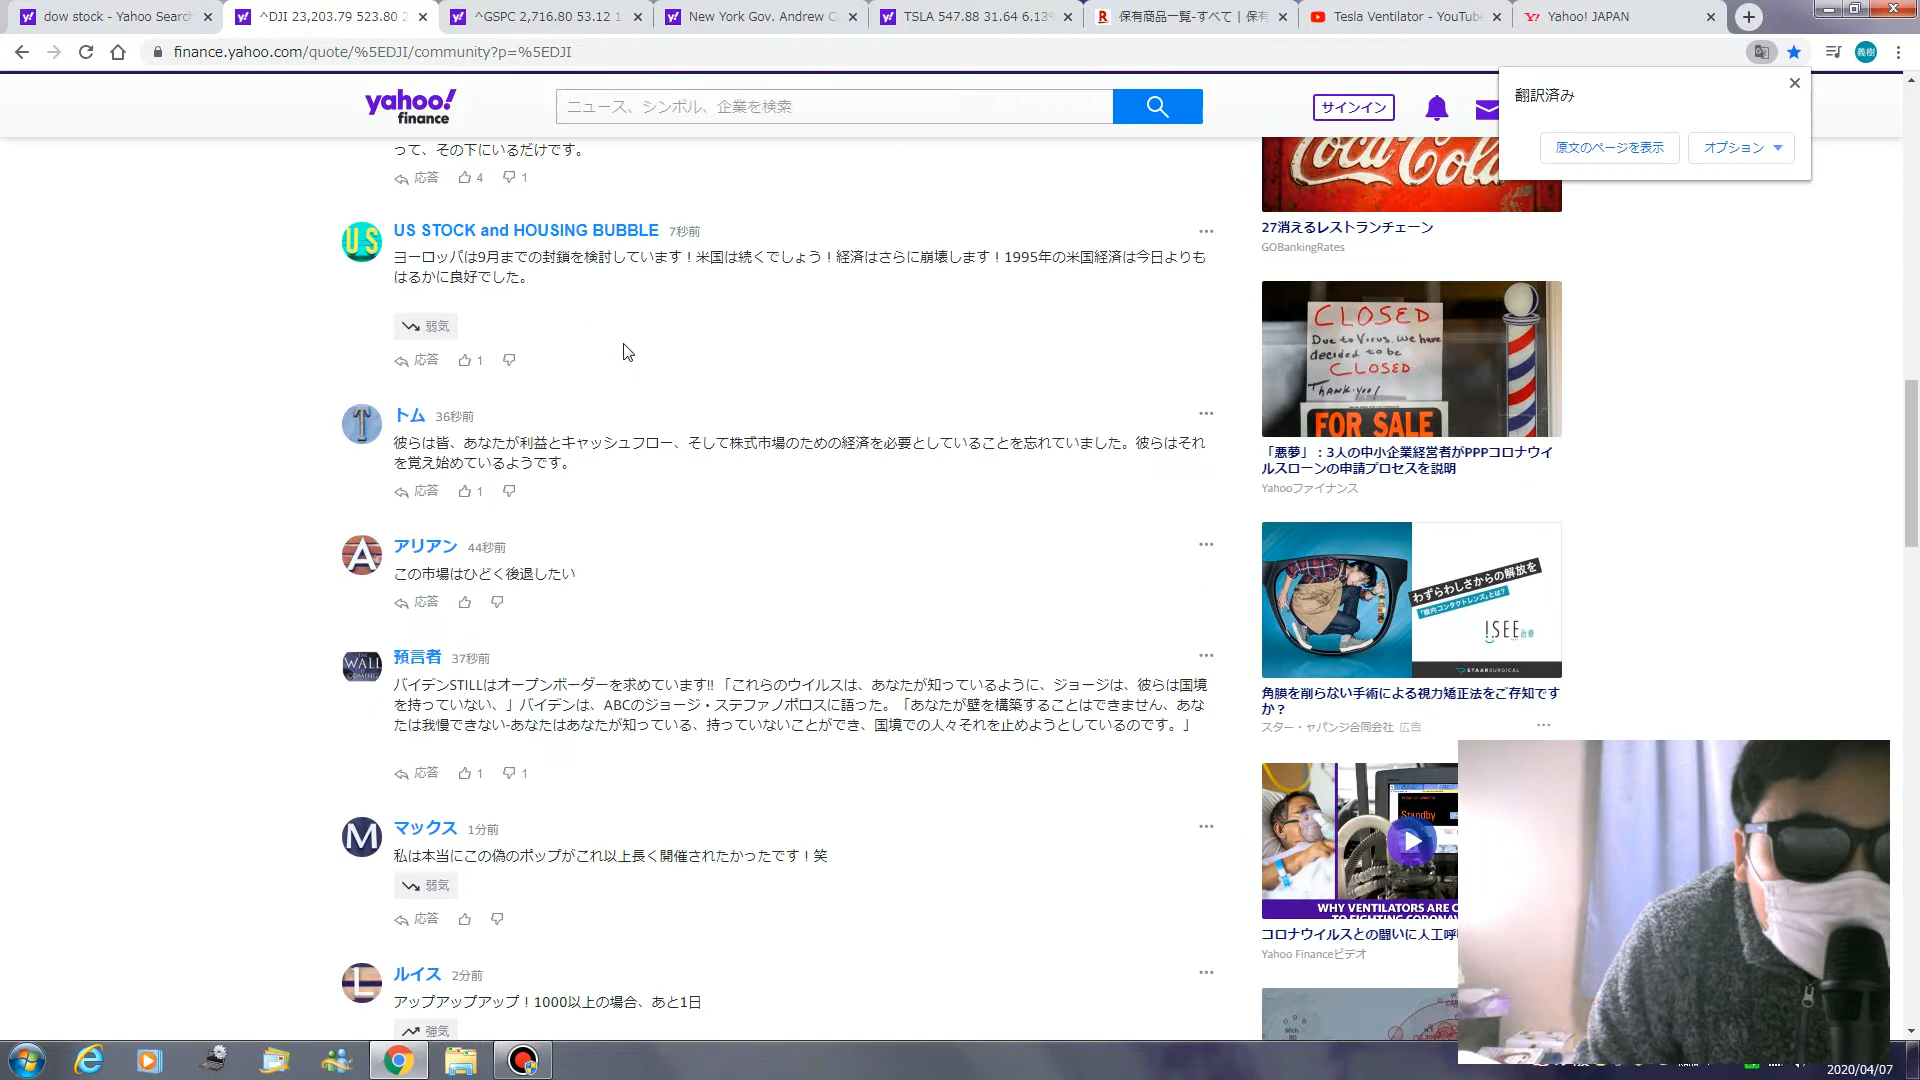 dow stock - Yahoo Search
^DJI 23,203.79 523.80 2
^GSPC 2,716.80 53.12 1
New York Gov. Andrew C
TSLA 547.88 31.64 6.13%
保有商品一覧-すべて | 保有
Tesla Ventilator - YouTube
Yahoo! JAPAN
finance.yahoo.com/quote/%5EDJI/community?p=%5EDJI
翻訳済み
原文のページを表示 オプション
yahoo!
finance
ニュース、シンボル、企業を検索
サインイン
って、その下にいるだけです。
応答 4 1
US STOCK and HOUSING BUBBLE 7秒前
ヨーロッパは9月までの封鎖を検討しています！米国は続くでしょう！経済はさらに崩壊します！1995年の米国経済は今日よりも
はるかに良好でした。
弱気
応答 1
トム 36秒前
彼らは皆、あなたが利益とキャッシュフロー、そして株式市場のための経済を必要としていることを忘れていました。彼らはそれ
を覚え始めているようです。
応答 1
アリアン 44秒前
この市場はひどく後退したい
応答
預言者 37秒前
バイデンSTILLはオープンボーダーを求めています!! 「これらのウイルスは、あなたが知っているように、ジョージは、彼らは国境
を持っていない、」バイデンは、ABCのジョージ・ステファノポロスに語った。「あなたが壁を構築することはできません、あな
たは我慢できない-あなたはあなたが知っている、持っていないことができ、国境での人々それを止めようとしているのです。」
応答 1 1
マックス 1分前
私は本当にこの偽のポップがこれ以上長く開催されたかったです！笑
弱気
応答
ルイス 2分前
アップアップアップ！1000以上の場合、あと1日
強気
US
T
A
WALL
COMING
M
L
Coca-Cola
27消えるレストランチェーン
GOBankingRates
CLOSED
Due to Virus, we have
decided to be
CLOSED
Thank-you!
FOR SALE
「悪夢」：3人の中小企業経営者がPPPコロナウイ
ルスローンの申請プロセスを説明
Yahooファイナンス
わずらわしさからの解放を
「眼内コンタクトレンズ」とは？
ISEE治療
STAARSURGICAL
角膜を削らない手術による視力矯正法をご存知です
か？
スター・ャパンジ合同会社 広告
Standby
WHY VENTILATORS ARE C
TO FIGHTING CORONAV
コロナウイルスとの闘いに人工呼
Yahoo Financeビデオ
Mich.
80
2020/04/07